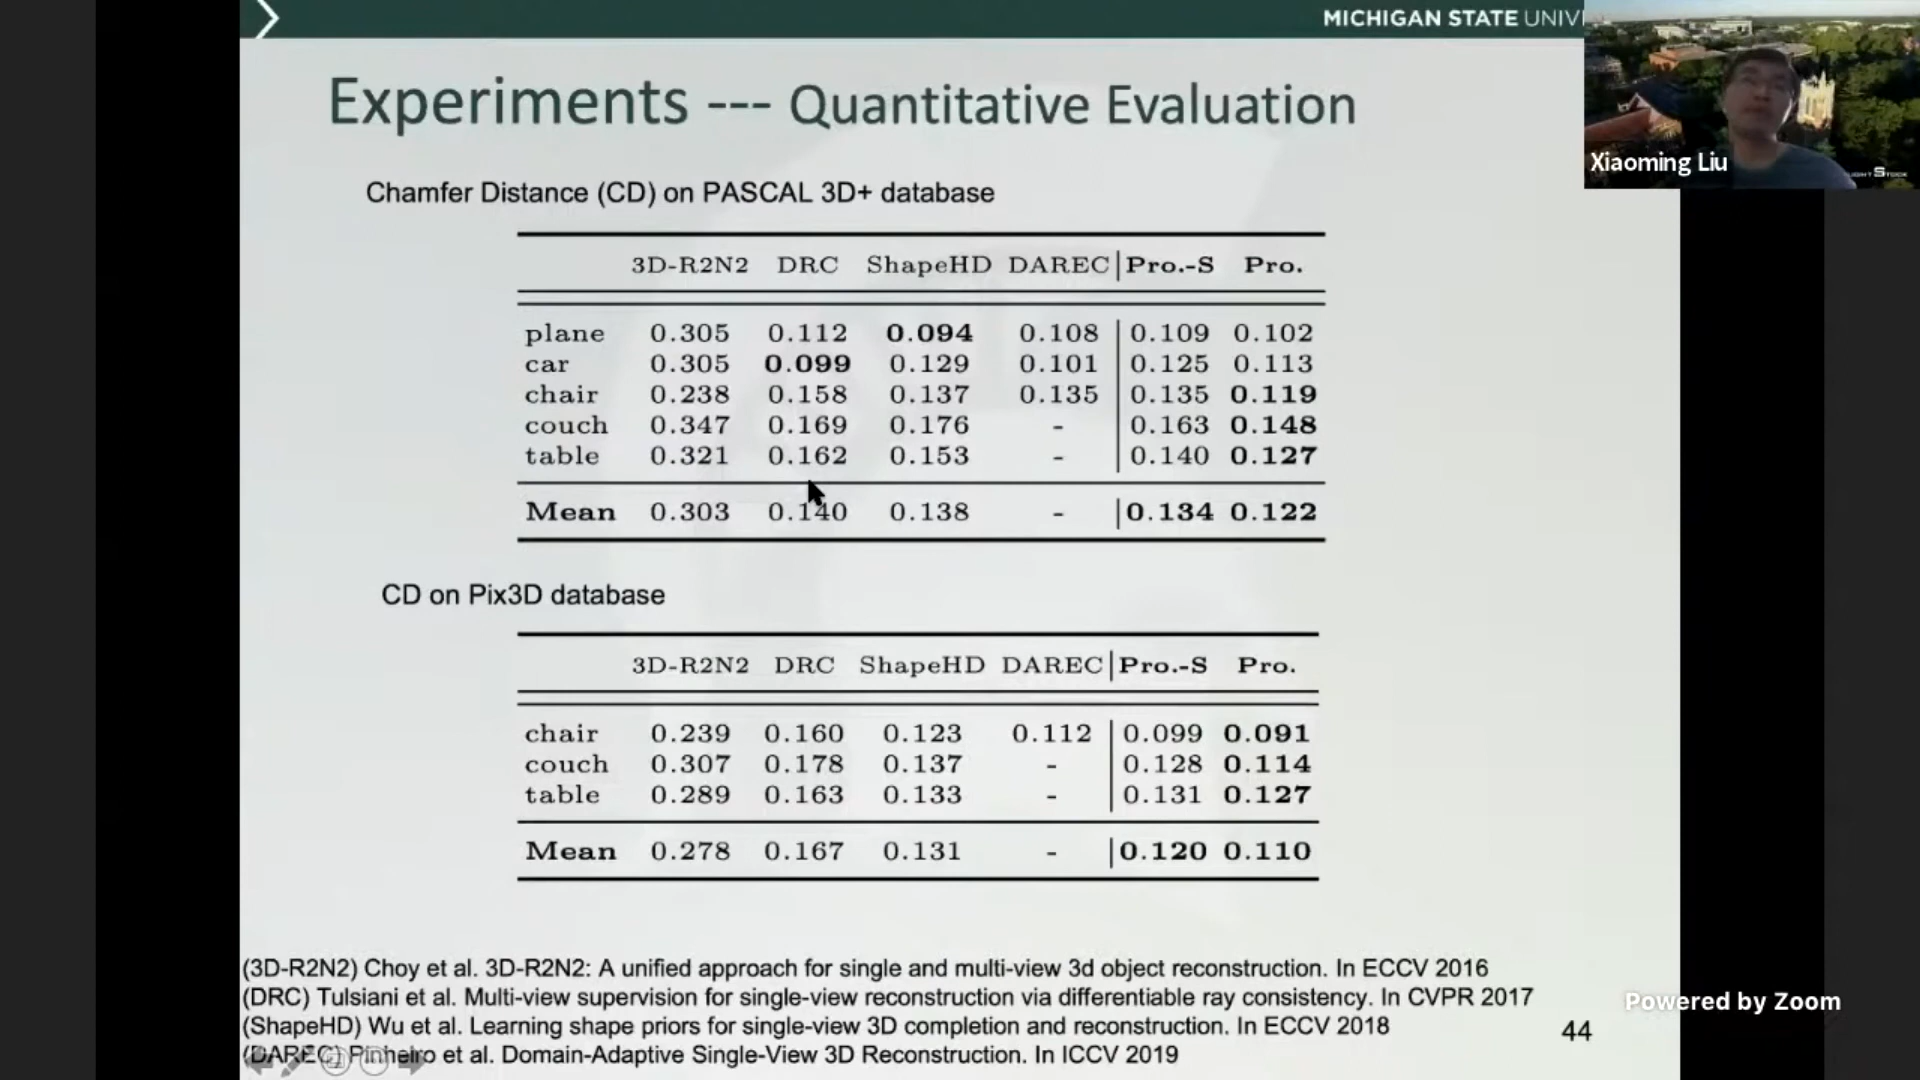 MICHIGAN STATE UNIV
Experiments --- Quantitative Evaluation
Xiaoming Liu
Chamfer Distance (CD) on PASCAL 3D+ database
3D-R2N2 DRC ShapeHD DAREC Pro.-S Pro.
plane 0.305 0.112 0.094 0.108 0.109 0.102
car 0.305 0.099 0.129 0.101 0.125 0.113
chair 0.238 0.158 0.137 0.135 0.135 0.119
couch 0.347 0.169 0.176 - 0.163 0.148
table 0.321 0.162 0.153 - 0.140 0.127
Mean 0.303 0.140 0.138 - 0.134 0.122
CD on Pix3D database
3D-R2N2 DRC ShapeHD DAREC Pro.-S Pro.
chair 0.239 0.160 0.123 0.112 0.099 0.091
couch 0.307 0.178 0.137 - 0.128 0.114
table 0.289 0.163 0.133 - 0.131 0.127
Mean 0.278 0.167 0.131 - 0.120 0.110
(3D-R2N2) Choy et al. 3D-R2N2: A unified approach for single and multi-view 3d object reconstruction. In ECCV 2016
(DRC) Tulsiani et al. Multi-view supervision for single-view reconstruction via differentiable ray consistency. In CVPR 2017
(ShapeHD) Wu et al. Learning shape priors for single-view 3D completion and reconstruction. In ECCV 2018
(DAREC) Pinheiro et al. Domain-Adaptive Single-View 3D Reconstruction. In ICCV 2019
44
Powered by Zoom